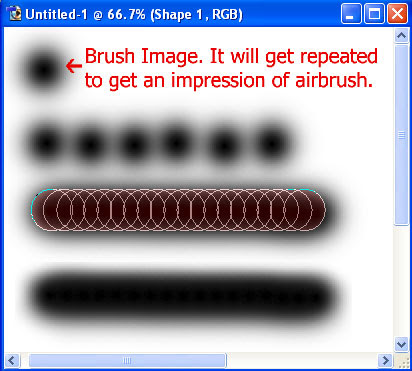 Untitled-1 @ 66.7% (Shape 1, RGB)
Brush Image. It will get repeated
to get an impression of airbrush.